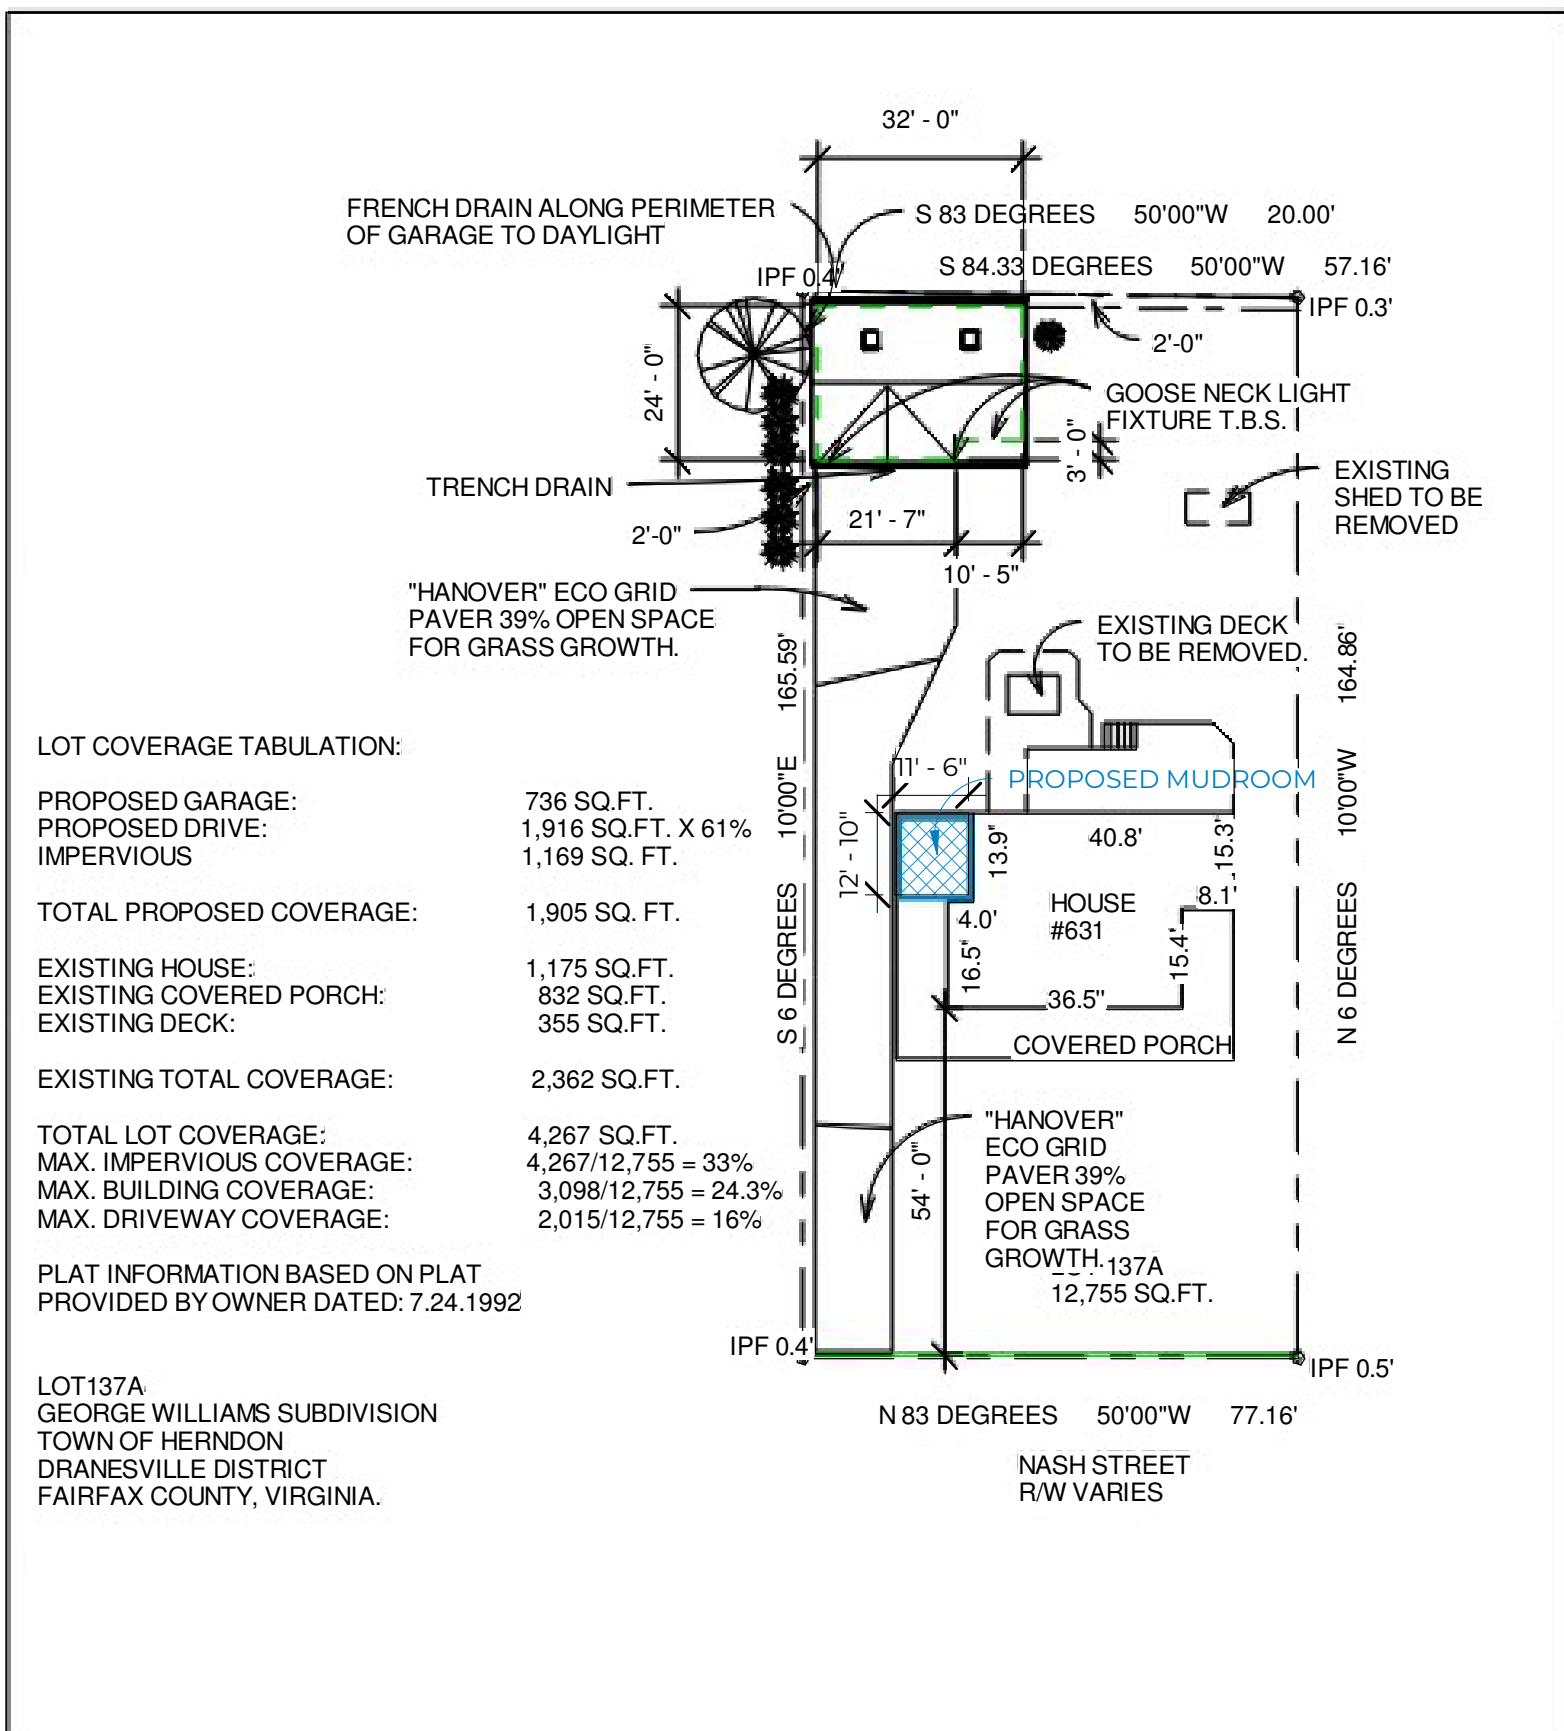 32' - 0"
FRENCH DRAIN ALONG PERIMETER
OF GARAGE TO DAYLIGHT
S 83 DEGREES 50'00"W 20.00'
S 84.33 DEGREES 50'00"W 57.16'
IPF 0.4'
IPF 0.3'
2'-0"
24' - 0"
GOOSE NECK LIGHT
FIXTURE T.B.S.
3' - 0"
TRENCH DRAIN
EXISTING
SHED TO BE
REMOVED
2'-0"
21' - 7"
10' - 5"
"HANOVER" ECO GRID
PAVER 39% OPEN SPACE
FOR GRASS GROWTH.
EXISTING DECK
TO BE REMOVED.
S 6 DEGREES 10'00"E 165.59'
N 6 DEGREES 10'00"W 164.86"
LOT COVERAGE TABULATION:
PROPOSED GARAGE: 736 SQ.FT.
PROPOSED DRIVE: 1,916 SQ.FT. X 61%
IMPERVIOUS 1,169 SQ. FT.
TOTAL PROPOSED COVERAGE: 1,905 SQ. FT.
EXISTING HOUSE: 1,175 SQ.FT.
EXISTING COVERED PORCH: 832 SQ.FT.
EXISTING DECK: 355 SQ.FT.
EXISTING TOTAL COVERAGE: 2,362 SQ.FT.
TOTAL LOT COVERAGE: 4,267 SQ.FT.
MAX. IMPERVIOUS COVERAGE: 4,267/12,755 = 33%
MAX. BUILDING COVERAGE: 3,098/12,755 = 24.3%
MAX. DRIVEWAY COVERAGE: 2,015/12,755 = 16%
PLAT INFORMATION BASED ON PLAT
PROVIDED BY OWNER DATED: 7.24.1992
LOT137A
GEORGE WILLIAMS SUBDIVISION
TOWN OF HERNDON
DRANESVILLE DISTRICT
FAIRFAX COUNTY, VIRGINIA.
11' - 6"
PROPOSED MUDROOM
12' - 10"
13.9"
40.8'
15.3"
8.1'
4.0'
HOUSE
#631
16.5"
15.4'
36.5"
COVERED PORCH
54' - 0"
"HANOVER"
ECO GRID
PAVER 39%
OPEN SPACE
FOR GRASS
GROWTH.
137A
12,755 SQ.FT.
IPF 0.4'
IPF 0.5'
N 83 DEGREES 50'00"W 77.16'
NASH STREET
R/W VARIES